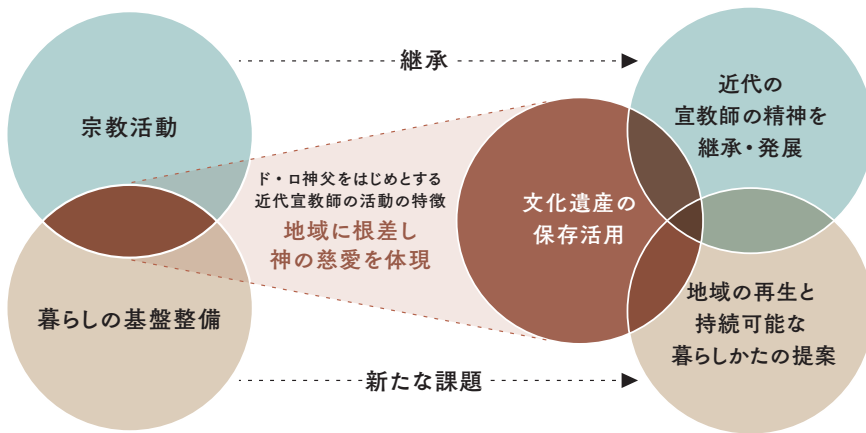 継承
宗教活動
近代の
宣教師の精神を
継承・発展
ド・ロ神父をはじめとする
近代宣教師の活動の特徴
地域に根差し
神の慈愛を体現
文化遺産の
保存活用
暮らしの基盤整備
地域の再生と
持続可能な
暮らしかたの提案
新たな課題